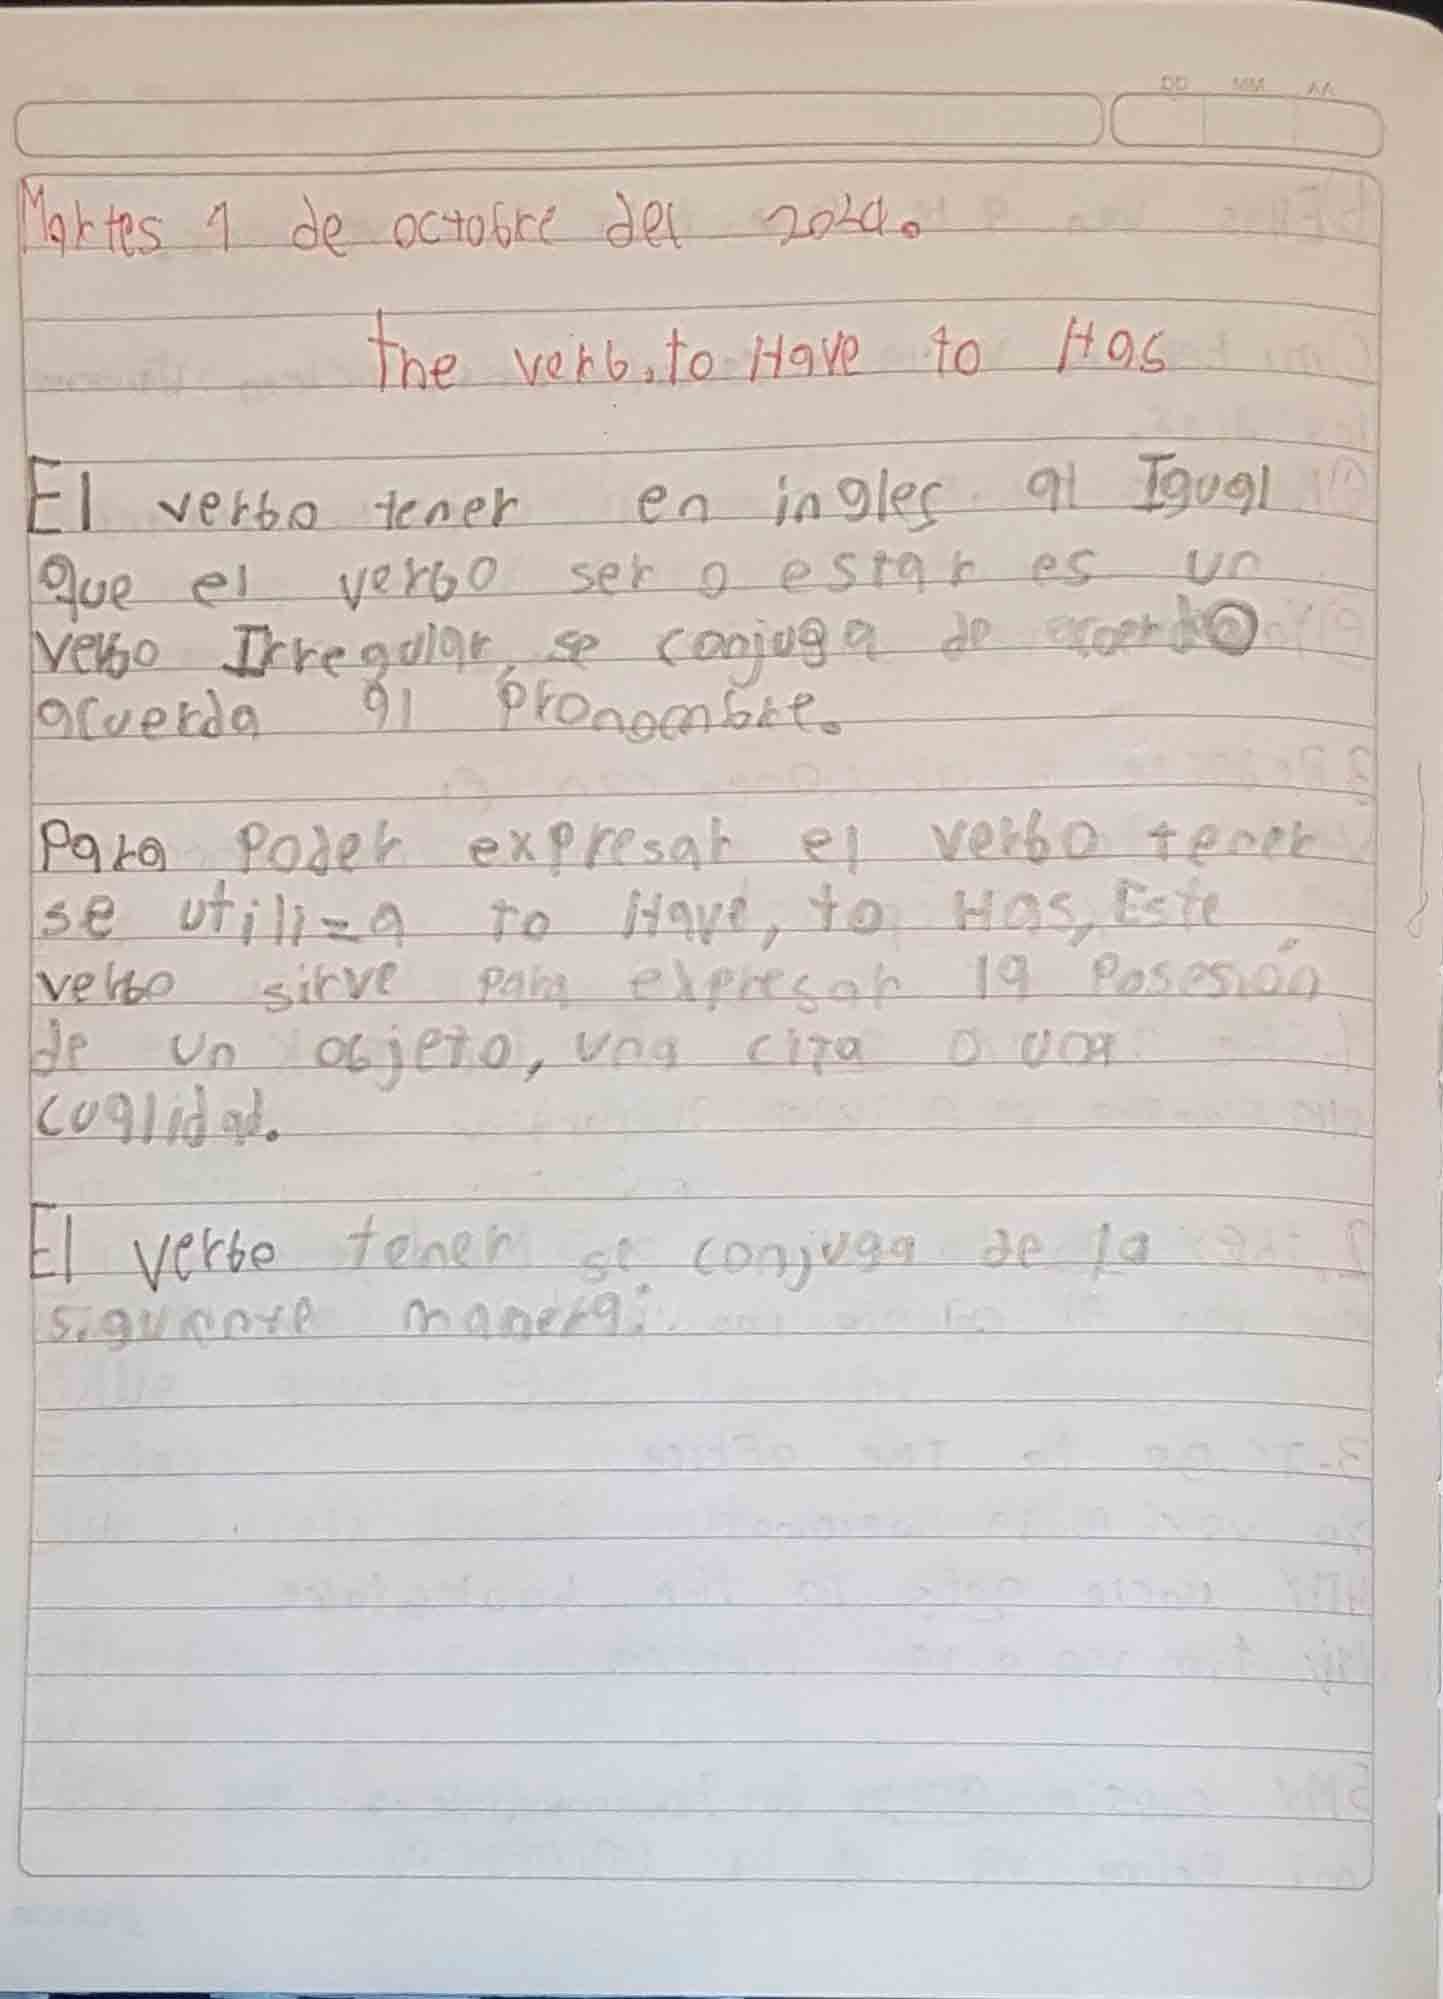 DD MM AA
Martes 1 de octobre del 2024.
the verb, to Have to Has
El verbo tener en ingles al Igual
que el verbo ser o estar es un
verbo Irregular, se conjuga de
acuerda al pronombre.
Para Poder expresar el verbo tener
se utiliza to Have, to Has, Este
verbo sirve para expresar la Posesión
de un objeto, una cita o una
cualidad.
El verbo tener se conjuga de la
siguente manera: